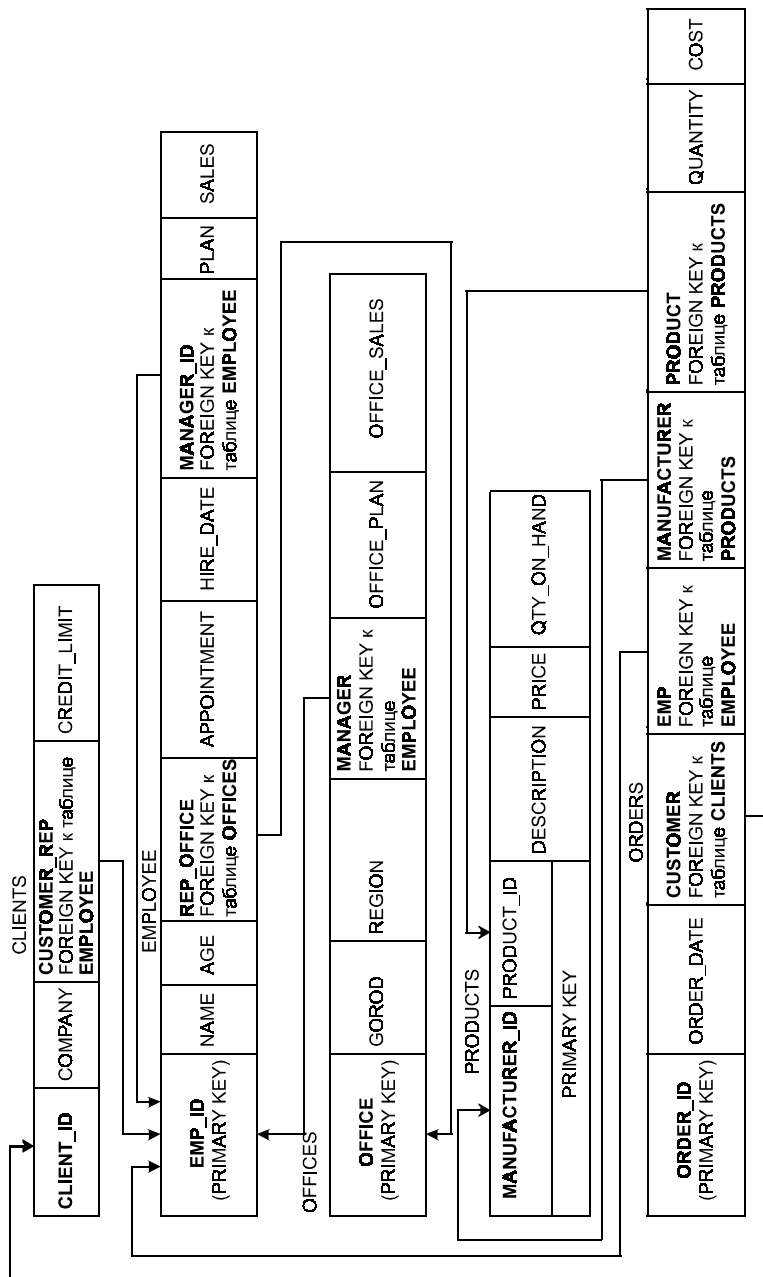 CLIENTS
CLIENT_ID
COMPANY
CUSTOMER_REP
FOREIGN KEY к таблице
EMPLOYEE
CREDIT_LIMIT
EMPLOYEE
EMP_ID
(PRIMARY KEY)
NAME
AGE
REP_OFFICE
FOREIGN KEY к
таблице OFFICES
APPOINTMENT
HIRE_DATE
MANAGER_ID
FOREIGN KEY к
таблице EMPLOYEE
PLAN
SALES
OFFICES
OFFICE
(PRIMARY KEY)
GOROD
REGION
MANAGER
FOREIGN KEY к
таблице
EMPLOYEE
OFFICE_PLAN
OFFICE_SALES
PRODUCTS
MANUFACTURER_ID
PRODUCT_ID
DESCRIPTION
PRICE
QTY_ON_HAND
PRIMARY KEY
ORDERS
ORDER_ID
(PRIMARY KEY)
ORDER_DATE
CUSTOMER
FOREIGN KEY к
таблице CLIENTS
EMP
FOREIGN KEY к
таблице
EMPLOYEE
MANUFACTURER
FOREIGN KEY к
таблице
PRODUCTS
PRODUCT
FOREIGN KEY к
таблице PRODUCTS
QUANTITY
COST